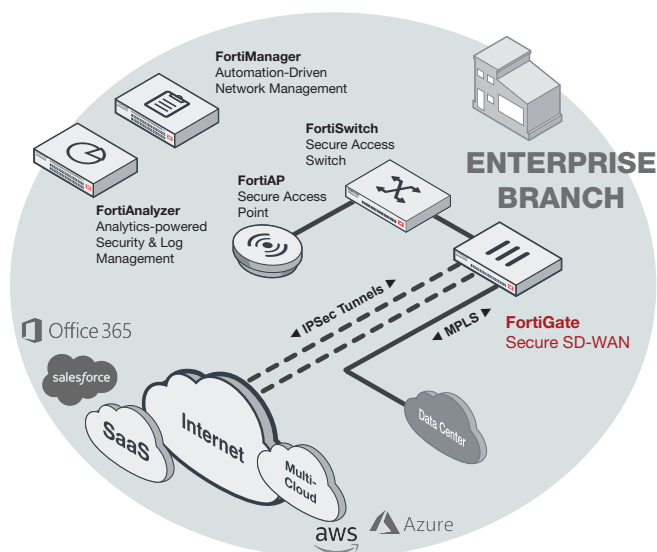 FortiManager
Automation-Driven
Network Management
FortiSwitch
Secure Access
Switch
ENTERPRISE
BRANCH
FortiAP
Secure Access
Point
FortiAnalyzer
Analytics-powered
Security & Log
Management
◀ IPSec Tunnels ▶
◀ MPLS ▶
FortiGate
Secure SD-WAN
Office 365
salesforce
SaaS
Internet
Multi-
Cloud
Data Center
aws
Azure